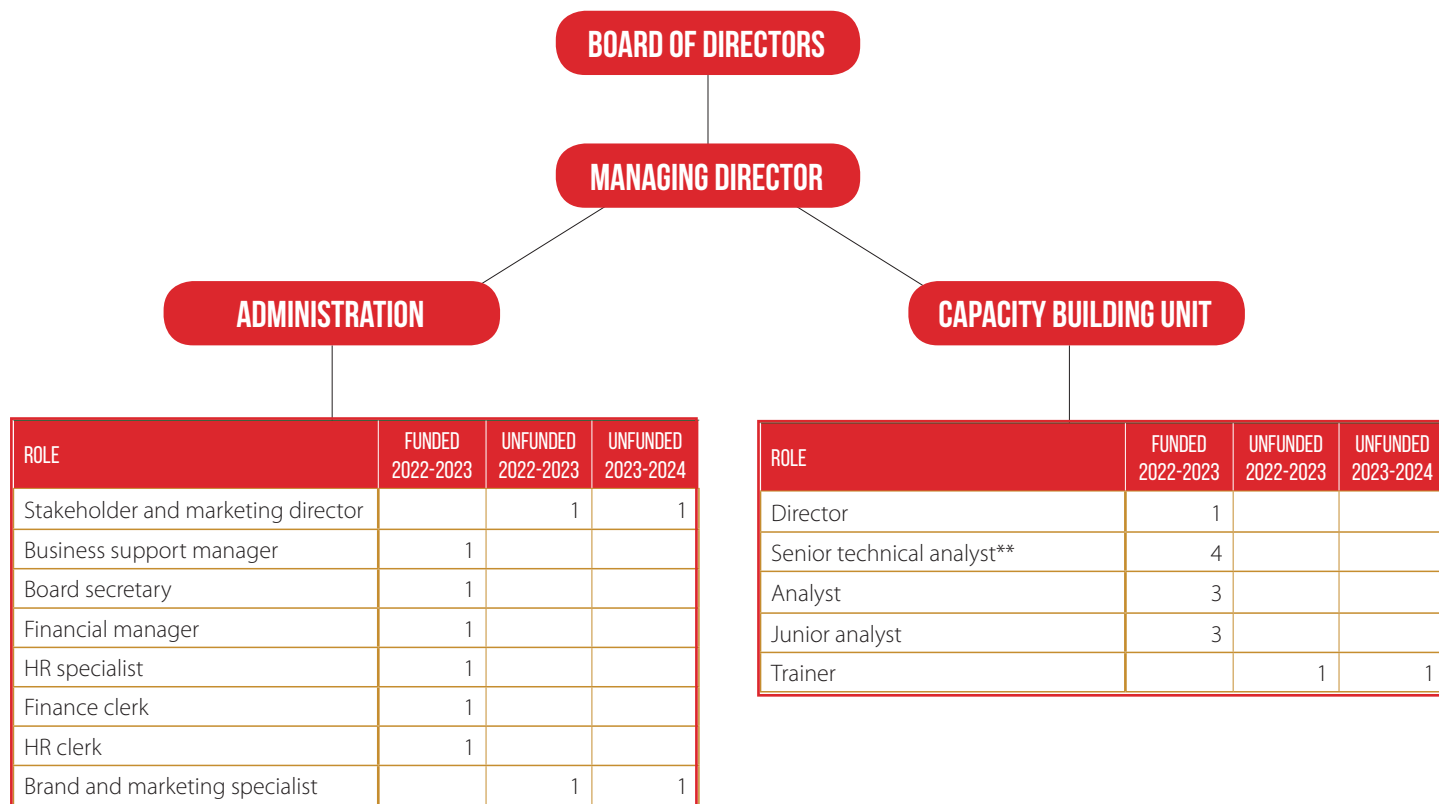 BOARD OF DIRECTORS
MANAGING DIRECTOR
ADMINISTRATION
ROLE FUNDED 2022-2023 UNFUNDED 2022-2023 UNFUNDED 2023-2024
Stakeholder and marketing director 1 1
Business support manager 1
Board secretary 1
Financial manager 1
HR specialist 1
Finance clerk 1
HR clerk 1
Brand and marketing specialist 1 1
CAPACITY BUILDING UNIT
ROLE FUNDED 2022-2023 UNFUNDED 2022-2023 UNFUNDED 2023-2024
Director 1
Senior technical analyst** 4
Analyst 3
Junior analyst 3
Trainer 1 1